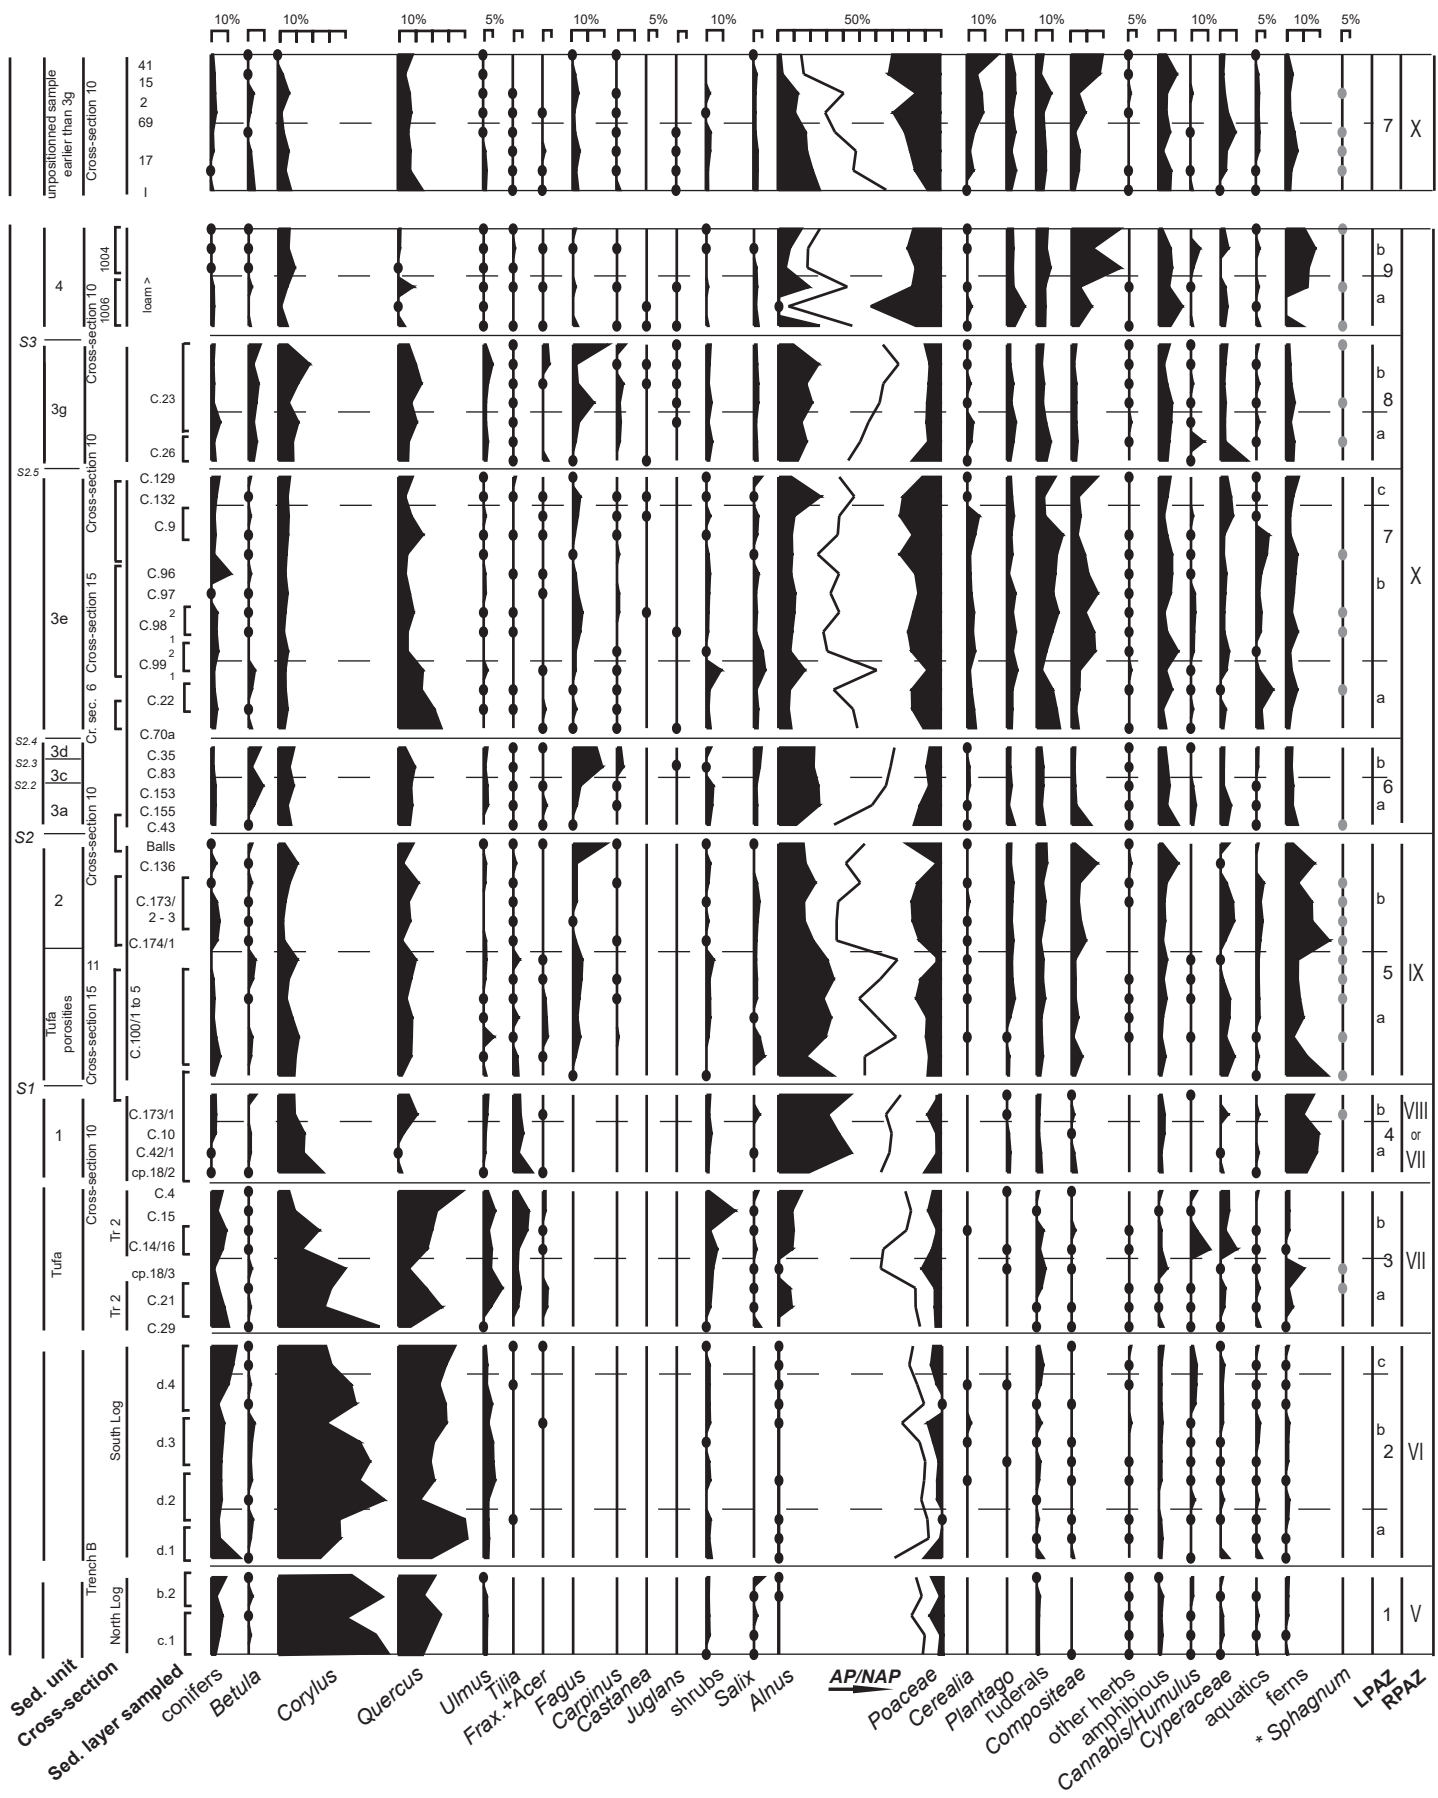 10% 10% 10% 5% 10% 5% 10% 50% 10% 10% 5% 10% 5% 10% 5%
unpositionned sample
earlier than 3g
Cross-section 10
41
15
2
69
17
I
7
X
4
Cross-section 10
1004
1006
loam >
b
9
a
S3
3g
Cross-section 10
C.23
C.26
b
8
a
S2.5
3e
Cross-section 15
Cr. sec. 6
C.129
C.132
C.9
C.96
C.97
2
C.98
1
2
C.99
1
C.22
C.70a
c
7
b
a
X
S2.4
3d
S2.3
3c
S2.2
3a
Cross-section 10
C.35
C.83
C.153
C.155
C.43
b
6
a
S2
2
Balls
C.136
C.173/
2 - 3
C.174/1
b
5
IX
Tufa
porosities
11
Cross-section 15
C.100/1 to 5
a
S1
1
Cross-section 10
C.173/1
C.10
C.42/1
cp.18/2
b
4
a
VIII
or
VII
Tufa
Tr 2
Tr 2
C.4
C.15
C.14/16
cp.18/3
C.21
C.29
b
3
a
VII
Trench B
South Log
d.4
d.3
d.2
d.1
c
b
2
a
VI
North Log
b.2
c.1
1
V
Sed. unit
Cross-section
Sed. layer sampled
conifers
Betula
Corylus
Quercus
Ulmus
Tilia
Frax.+Acer
Fagus
Carpinus
Castanea
Juglans
shrubs
Salix
Alnus
AP/NAP
Poaceae
Cerealia
Plantago
ruderals
Compositeae
other herbs
amphibious
Cannabis/Humulus
Cyperaceae
aquatics
ferns
* Sphagnum
LPAZ
RPAZ